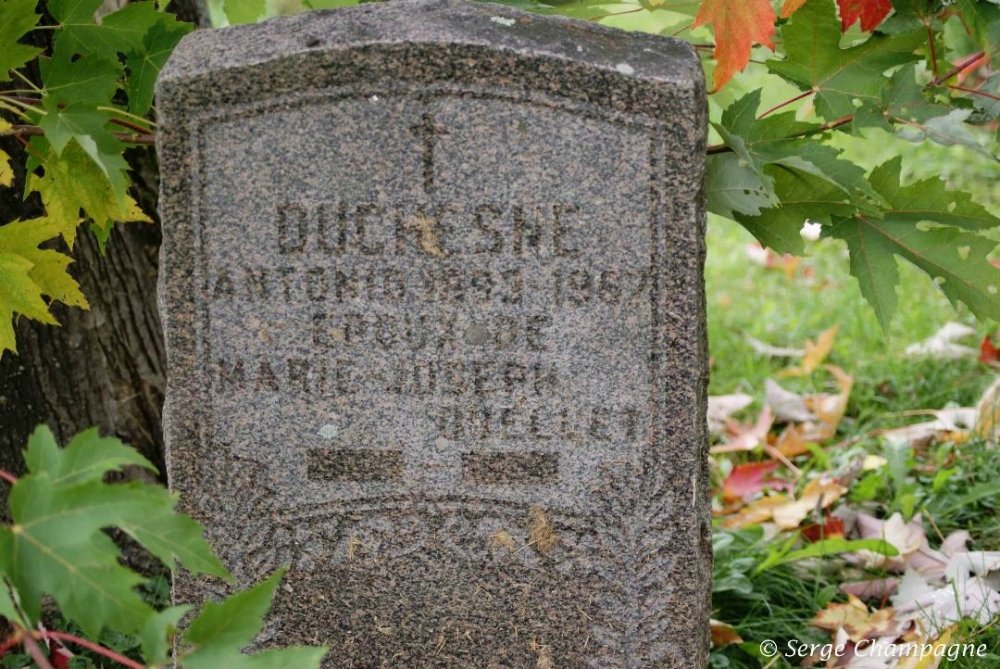 DUCHESNE
ANTONIO 1893 1967
EPOUX DE
MARIE JOSEPH
OUELLET
© Serge Champagne